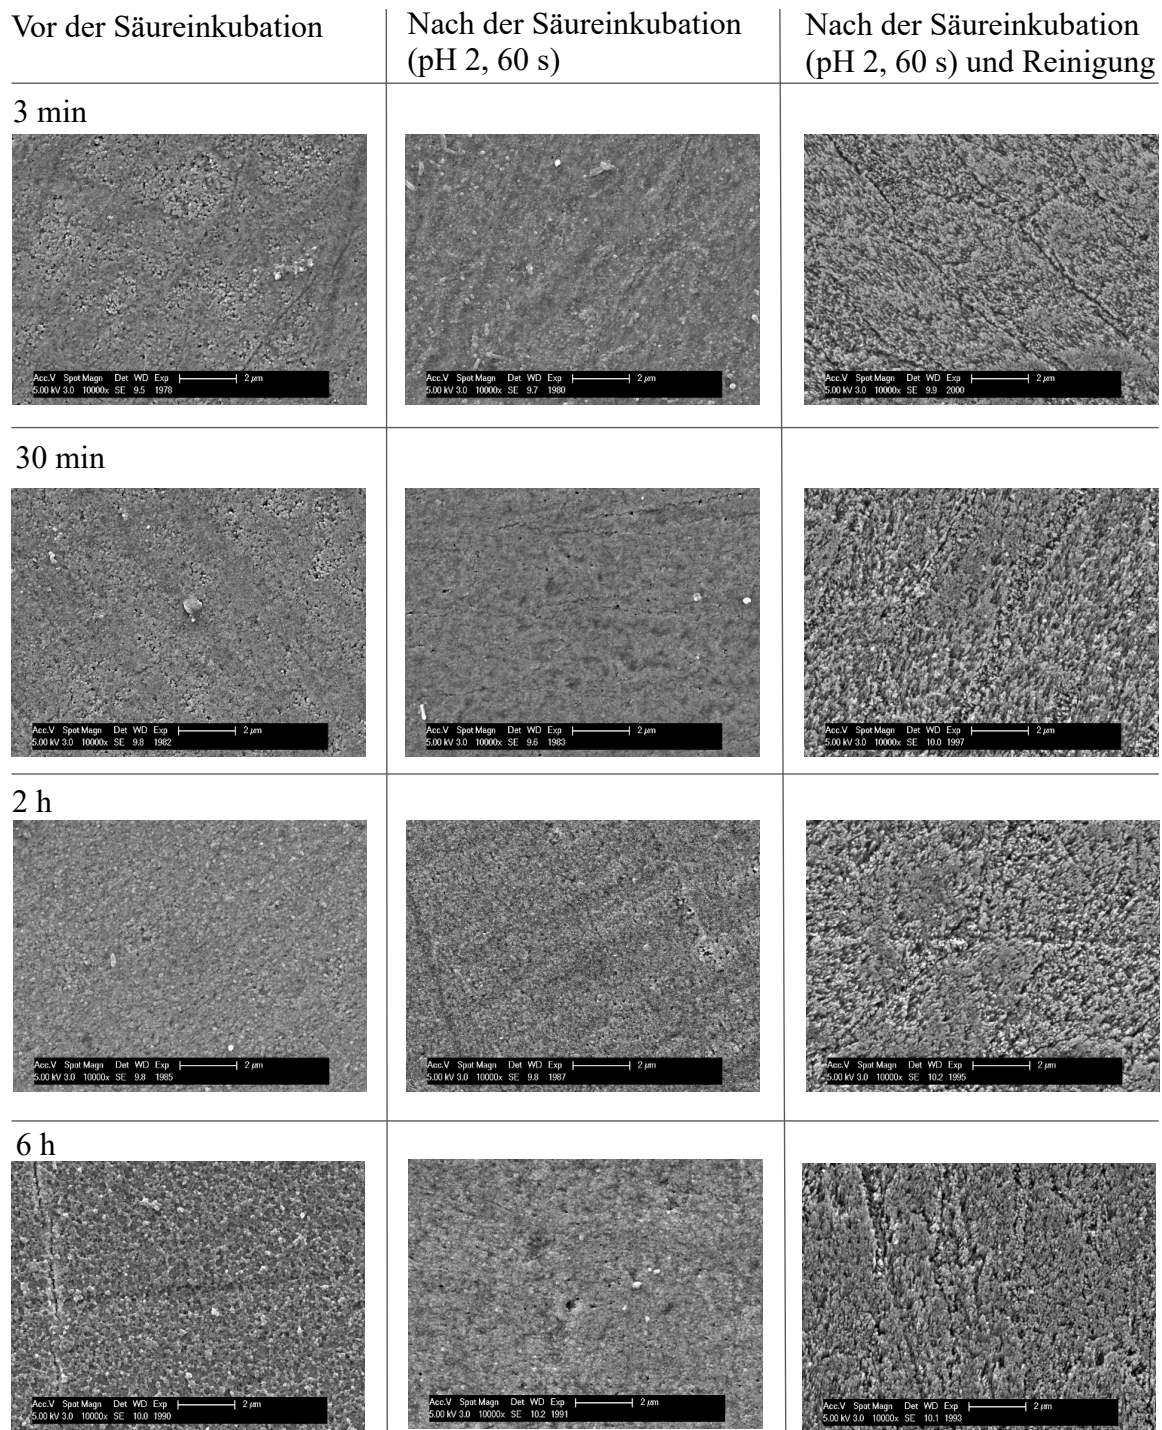 Vor der Säureinkubation
Nach der Säureinkubation
(pH 2, 60 s)
Nach der Säureinkubation
(pH 2, 60 s) und Reinigung
3 min
Acc.V Spot Magn Det WD Exp 2 µm
5.00 kV 3.0 10000x SE 9.5 1978
Acc.V Spot Magn Det WD Exp 2 µm
5.00 kV 3.0 10000x SE 9.7 1980
Acc.V Spot Magn Det WD Exp 2 µm
5.00 kV 3.0 10000x SE 9.9 2000
30 min
Acc.V Spot Magn Det WD Exp 2 µm
5.00 kV 3.0 10000x SE 9.8 1982
Acc.V Spot Magn Det WD Exp 2 µm
5.00 kV 3.0 10000x SE 9.6 1983
Acc.V Spot Magn Det WD Exp 2 µm
5.00 kV 3.0 10000x SE 10.0 1997
2 h
Acc.V Spot Magn Det WD Exp 2 µm
5.00 kV 3.0 10000x SE 9.8 1985
Acc.V Spot Magn Det WD Exp 2 µm
5.00 kV 3.0 10000x SE 9.8 1987
Acc.V Spot Magn Det WD Exp 2 µm
5.00 kV 3.0 10000x SE 10.2 1995
6 h
Acc.V Spot Magn Det WD Exp 2 µm
5.00 kV 3.0 10000x SE 10.0 1990
Acc.V Spot Magn Det WD Exp 2 µm
5.00 kV 3.0 10000x SE 10.2 1991
Acc.V Spot Magn Det WD Exp 2 µm
5.00 kV 3.0 10000x SE 10.1 1993